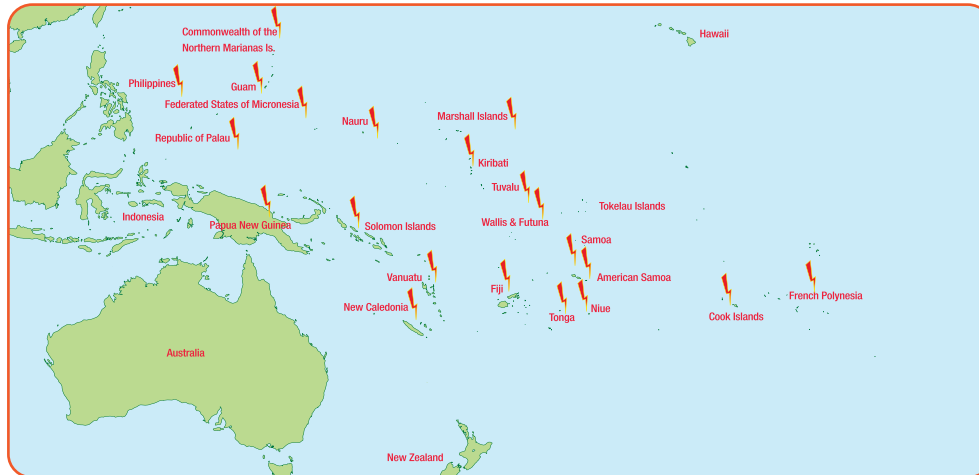 Commonwealth of the
Northern Marianas Is.
Hawaii
Philippines
Guam
Federated States of Micronesia
Marshall Islands
Nauru
Republic of Palau
Kiribati
Tuvalu
Tokelau Islands
Indonesia
Papua New Guinea
Solomon Islands
Wallis & Futuna
Samoa
Vanuatu
American Samoa
Fiji
French Polynesia
New Caledonia
Niue
Tonga
Cook Islands
Australia
New Zealand